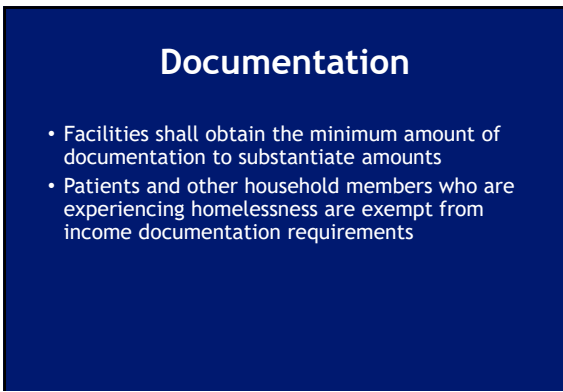 Documentation
• Facilities shall obtain the minimum amount of
documentation to substantiate amounts
• Patients and other household members who are
experiencing homelessness are exempt from
income documentation requirements